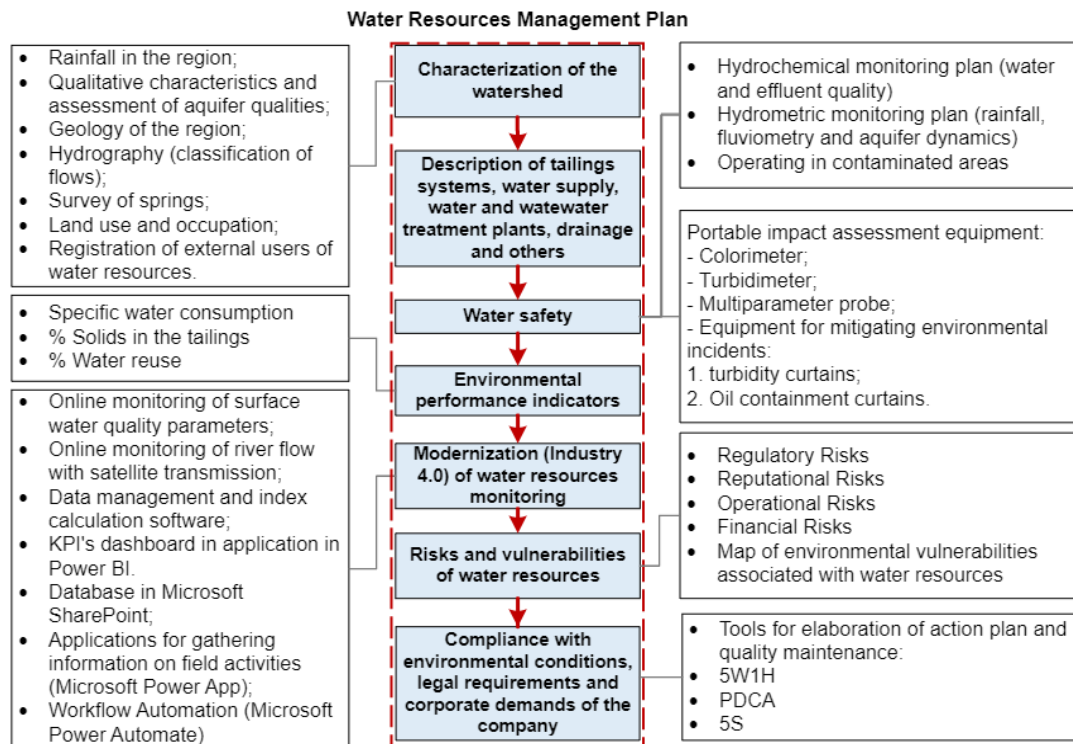 Water Resources Management Plan
• Rainfall in the region;
• Qualitative characteristics and
assessment of aquifer qualities;
• Geology of the region;
• Hydrography (classification of
flows);
• Survey of springs;
• Land use and occupation;
• Registration of external users of
water resources.
• Specific water consumption
• % Solids in the tailings
• % Water reuse
• Online monitoring of surface
water quality parameters;
• Online monitoring of river flow
with satellite transmission;
• Data management and index
calculation software;
• KPI's dashboard in application in
Power BI.
• Database in Microsoft
SharePoint;
• Applications for gathering
information on field activities
(Microsoft Power App);
• Workflow Automation (Microsoft
Power Automate)
Characterization of the
watershed
Description of tailings
systems, water supply,
water and watewater
treatment plants, drainage
and others
Water safety
Environmental
performance indicators
Modernization (Industry
4.0) of water resources
monitoring
Risks and vulnerabilities
of water resources
Compliance with
environmental conditions,
legal requirements and
corporate demands of the
company
• Hydrochemical monitoring plan (water
and effluent quality)
• Hydrometric monitoring plan (rainfall,
fluviometry and aquifer dynamics)
• Operating in contaminated areas
Portable impact assessment equipment:
- Colorimeter;
- Turbidimeter;
- Multiparameter probe;
- Equipment for mitigating environmental
incidents:
1. turbidity curtains;
2. Oil containment curtains.
• Regulatory Risks
• Reputational Risks
• Operational Risks
• Financial Risks
• Map of environmental vulnerabilities
associated with water resources
• Tools for elaboration of action plan and
quality maintenance:
• 5W1H
• PDCA
• 5S